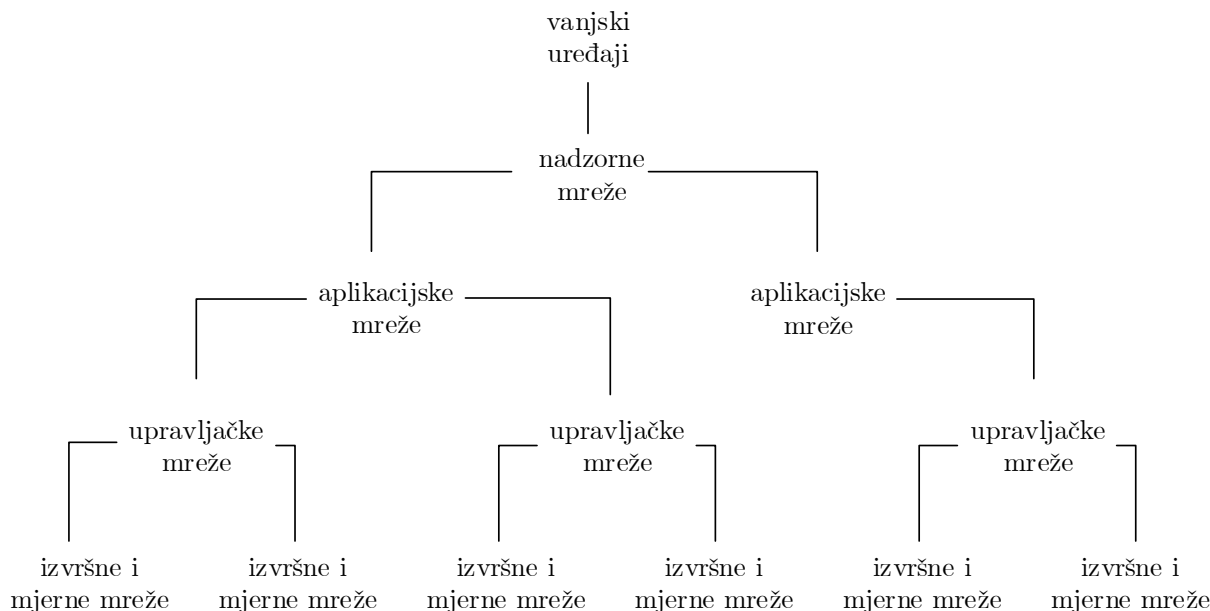 vanjski
uređaji
nadzorne
mreže
aplikacijske
mreže
aplikacijske
mreže
upravljačke
mreže
upravljačke
mreže
upravljačke
mreže
izvršne i
mjerne mreže
izvršne i
mjerne mreže
izvršne i
mjerne mreže
izvršne i
mjerne mreže
izvršne i
mjerne mreže
izvršne i
mjerne mreže